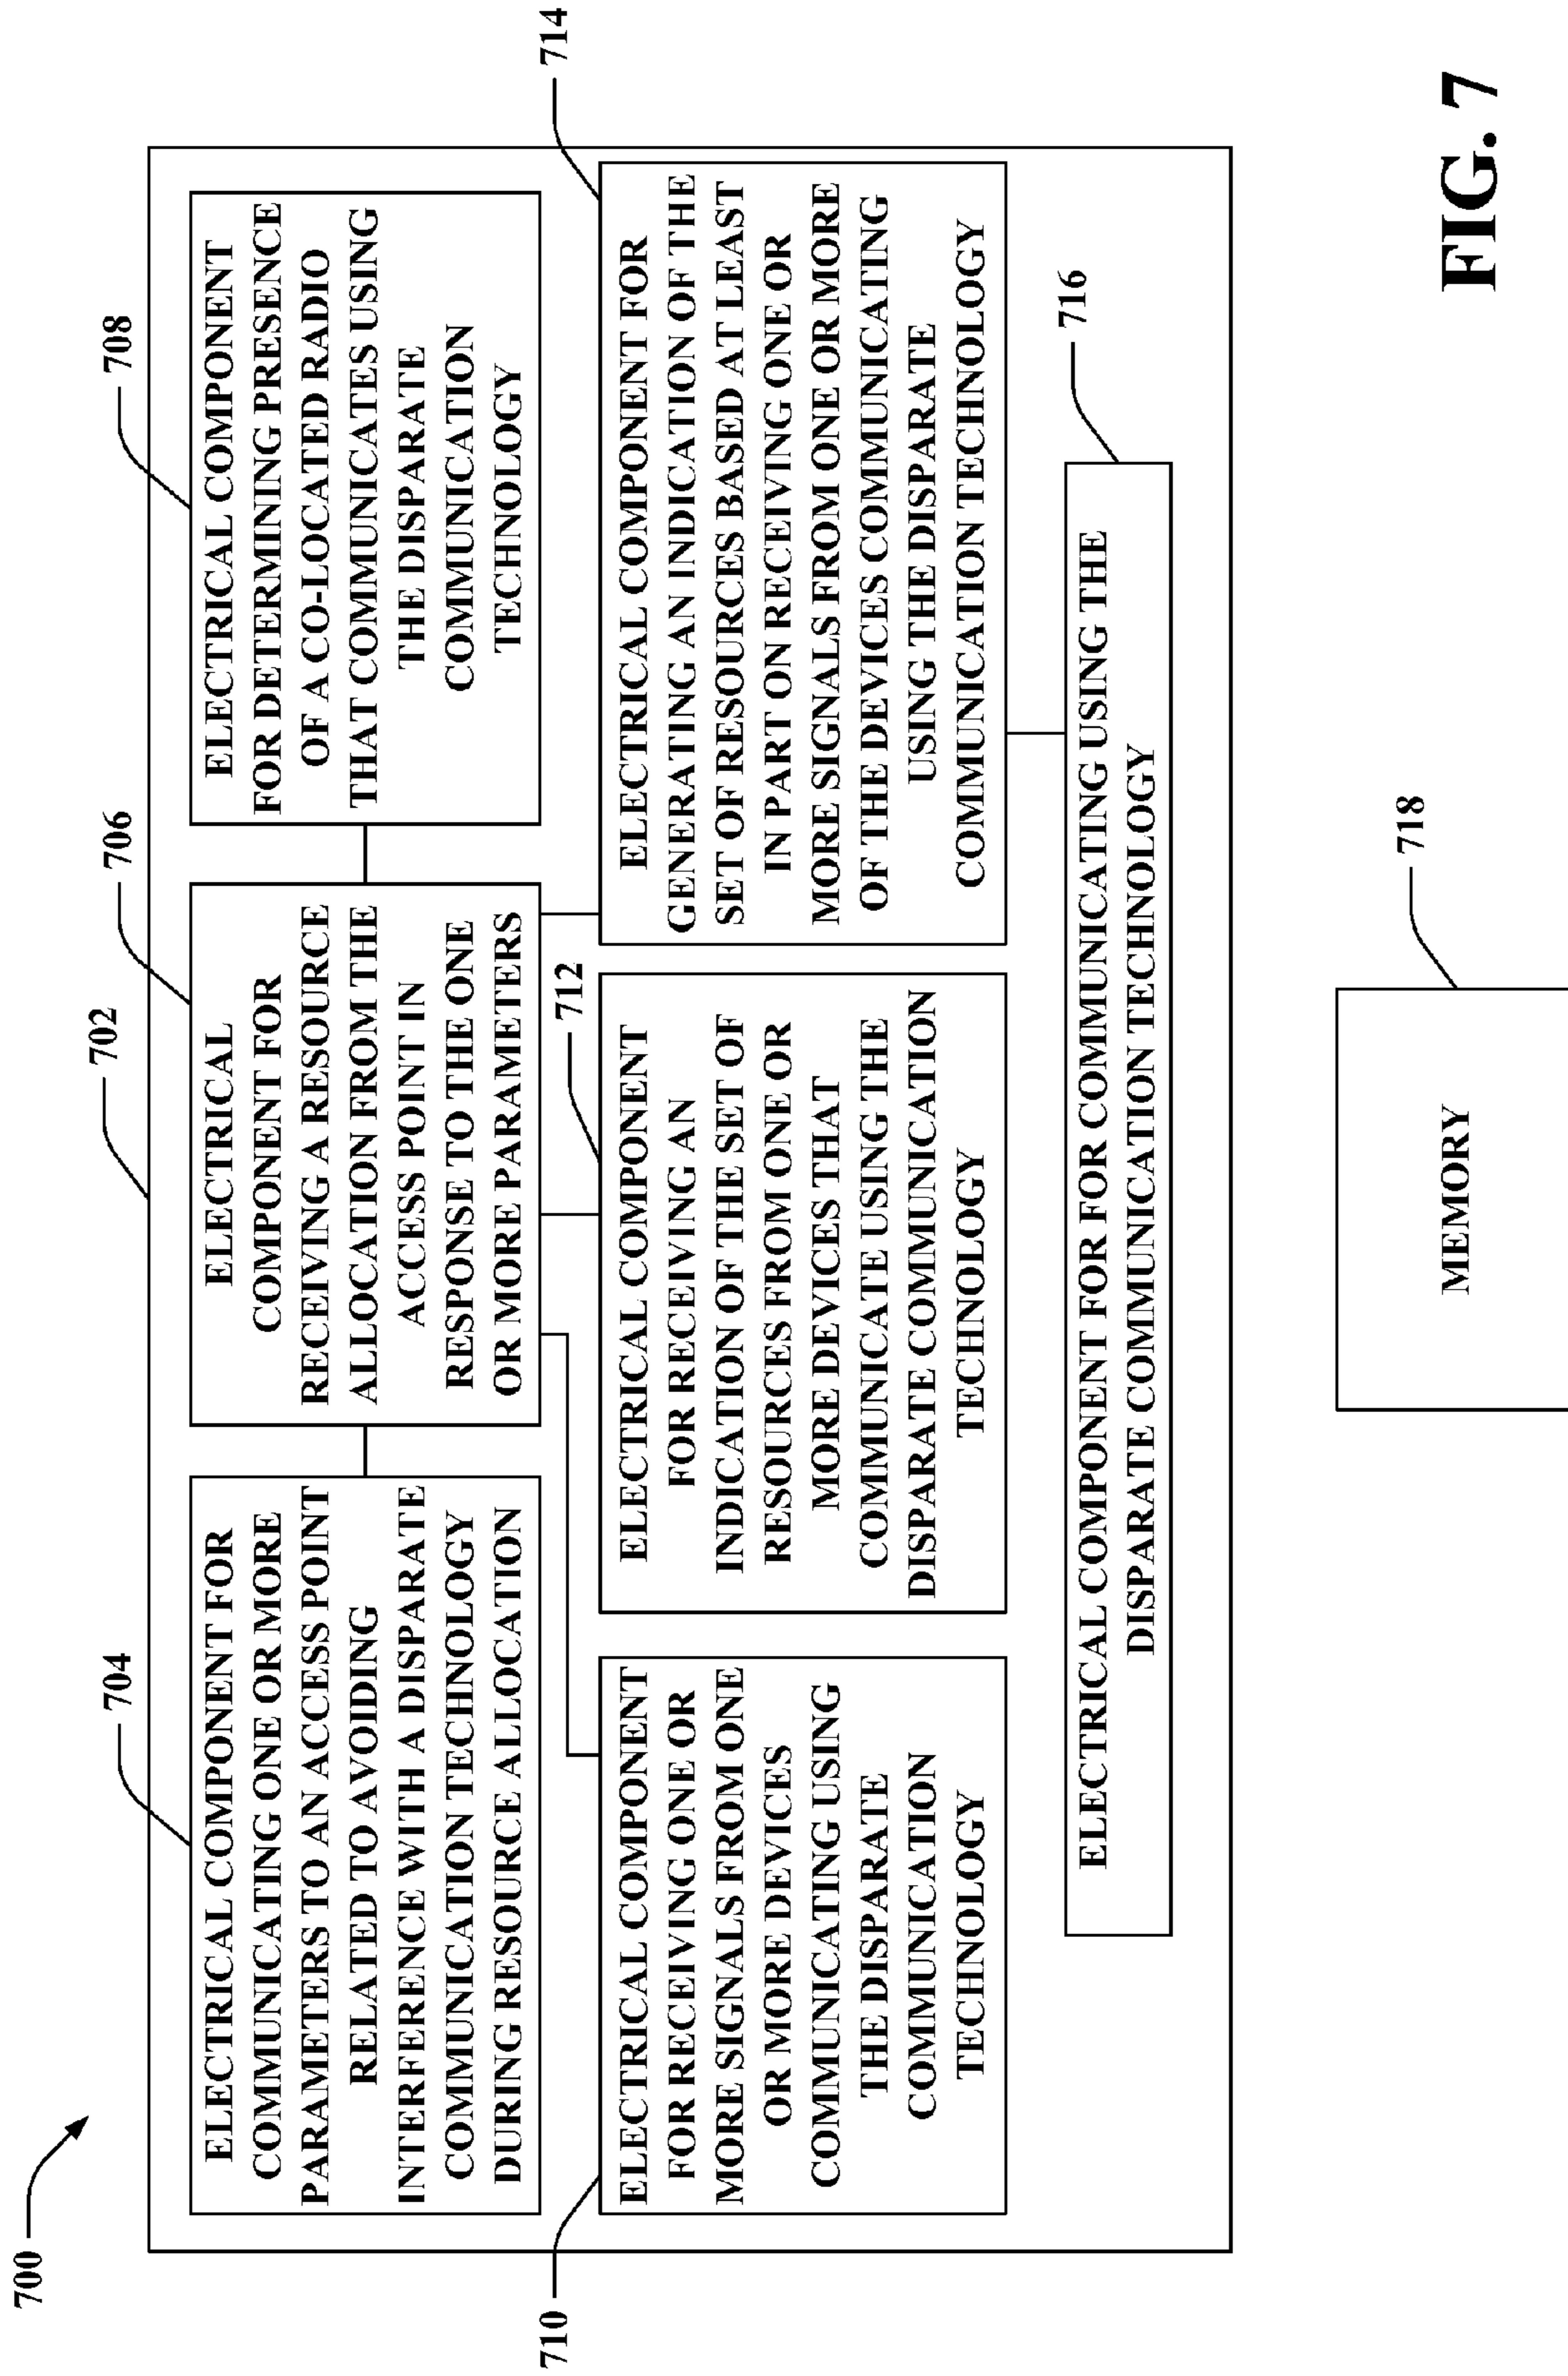 700
702
704
ELECTRICAL COMPONENT FOR
COMMUNICATING ONE OR MORE
PARAMETERS TO AN ACCESS POINT
RELATED TO AVOIDING
INTERFERENCE WITH A DISPARATE
COMMUNICATION TECHNOLOGY
DURING RESOURCE ALLOCATION
706
ELECTRICAL
COMPONENT FOR
RECEIVING A RESOURCE
ALLOCATION FROM THE
ACCESS POINT IN
RESPONSE TO THE ONE
OR MORE PARAMETERS
708
ELECTRICAL COMPONENT
FOR DETERMINING PRESENCE
OF A CO-LOCATED RADIO
THAT COMMUNICATES USING
THE DISPARATE
COMMUNICATION
TECHNOLOGY
710
ELECTRICAL COMPONENT
FOR RECEIVING ONE OR
MORE SIGNALS FROM ONE
OR MORE DEVICES
COMMUNICATING USING
THE DISPARATE
COMMUNICATION
TECHNOLOGY
712
ELECTRICAL COMPONENT
FOR RECEIVING AN
INDICATION OF THE SET OF
RESOURCES FROM ONE OR
MORE DEVICES THAT
COMMUNICATE USING THE
DISPARATE COMMUNICATION
TECHNOLOGY
714
ELECTRICAL COMPONENT FOR
GENERATING AN INDICATION OF THE
SET OF RESOURCES BASED AT LEAST
IN PART ON RECEIVING ONE OR
MORE SIGNALS FROM ONE OR MORE
OF THE DEVICES COMMUNICATING
USING THE DISPARATE
COMMUNICATION TECHNOLOGY
716
ELECTRICAL COMPONENT FOR FOR COMMUNICATING USING THE
DISPARATE COMMUNICATION TECHNOLOGY
718
MEMORY
FIG. 7